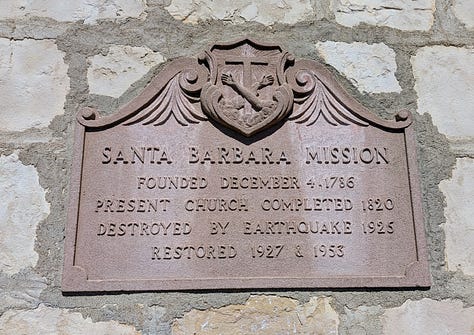 SANTA BARBARA MISSION
FOUNDED DECEMBER 4, 1786
PRESENT CHURCH COMPLETED 1820
DESTROYED BY EARTHQUAKE 1925
RESTORED 1927 & 1953